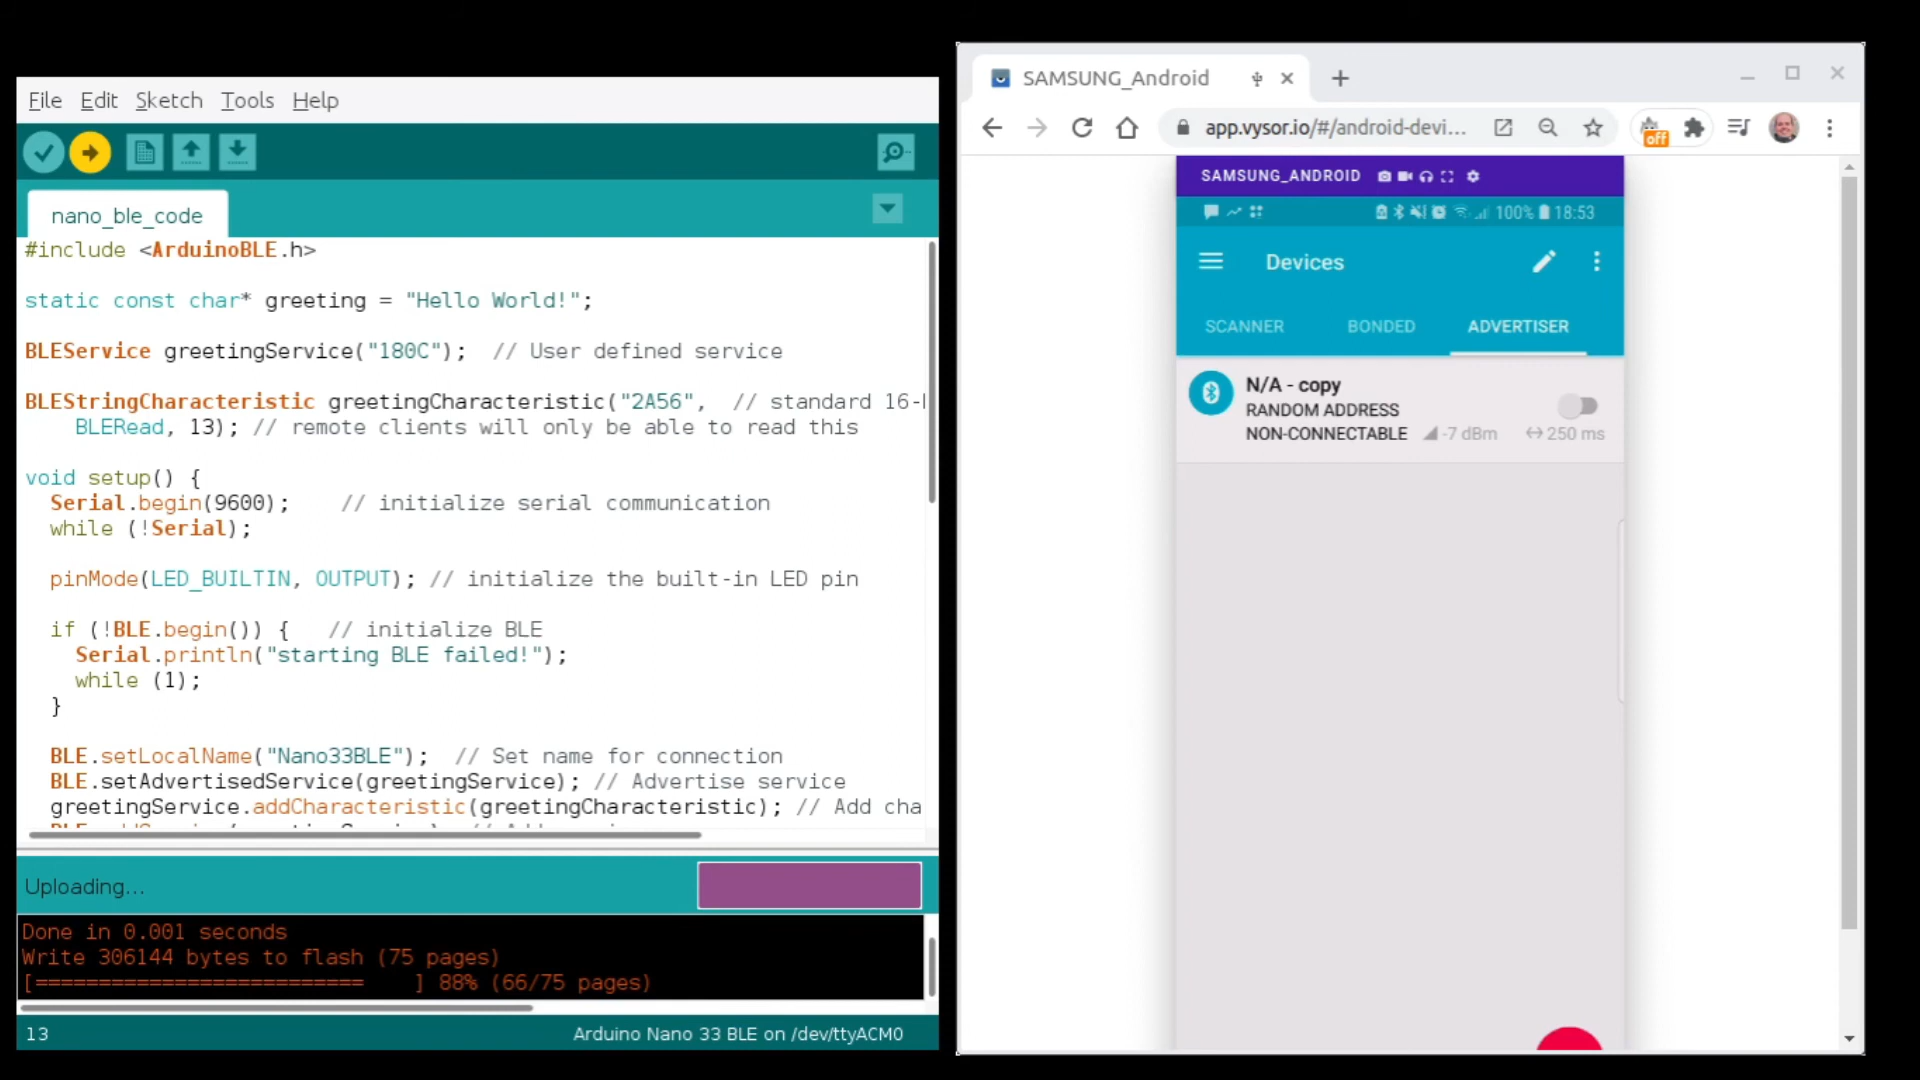 File Edit Sketch Tools Help
nano_ble_code
#include <ArduinoBLE.h>
static const char* greeting = "Hello World!";
BLEService greetingService("180C");  // User defined service
BLEStringCharacteristic greetingCharacteristic("2A56",  // standard 16-
    BLERead, 13); // remote clients will only be able to read this
void setup() {
  Serial.begin(9600);    // initialize serial communication
  while (!Serial);
  pinMode(LED_BUILTIN, OUTPUT); // initialize the built-in LED pin
  if (!BLE.begin()) {   // initialize BLE
    Serial.println("starting BLE failed!");
    while (1);
  }
  BLE.setLocalName("Nano33BLE");  // Set name for connection
  BLE.setAdvertisedService(greetingService); // Advertise service
  greetingService.addCharacteristic(greetingCharacteristic); // Add cha
Uploading...
Done in 0.001 seconds
Write 306144 bytes to flash (75 pages)
[==========================    ] 88% (66/75 pages)
13
Arduino Nano 33 BLE on /dev/ttyACM0
SAMSUNG_Android
app.vysor.io/#/android-devi...
off
SAMSUNG_ANDROID
100% 18:53
Devices
SCANNER BONDED ADVERTISER
N/A - copy
RANDOM ADDRESS
NON-CONNECTABLE -7 dBm 250 ms